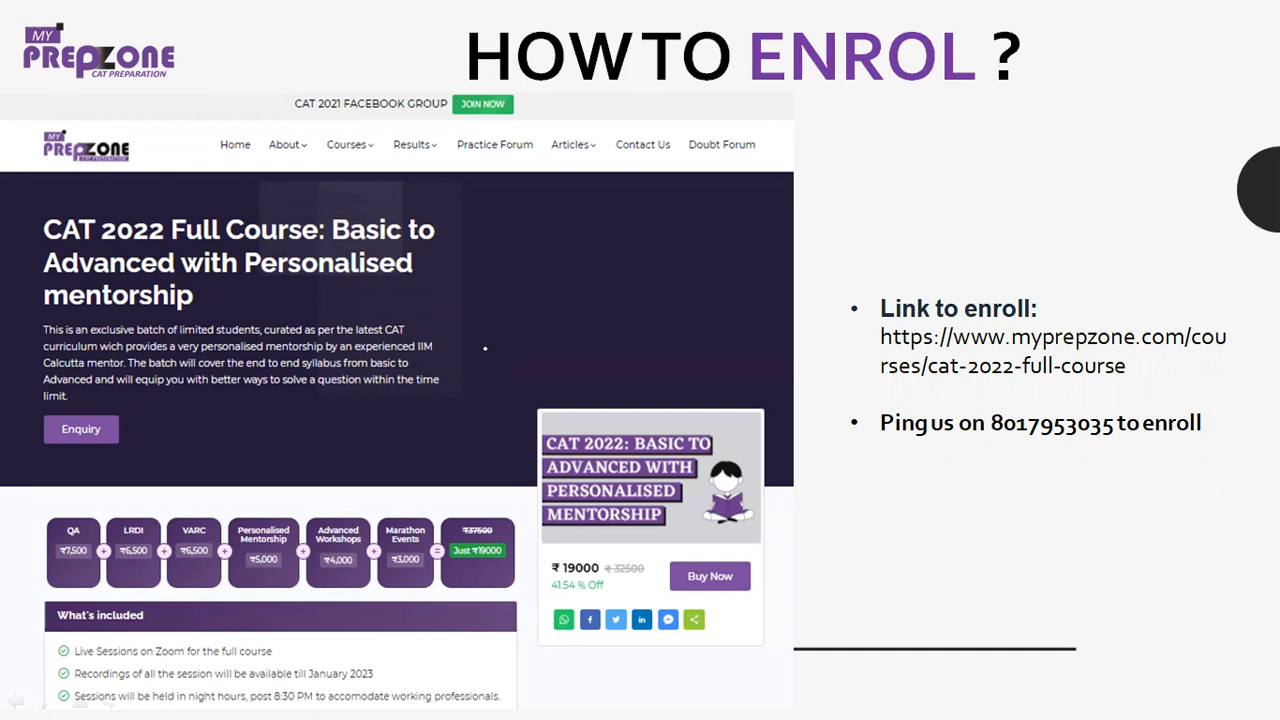 MY
PREPZONE
CAT PREPARATION
HOW TO ENROL ?
CAT 2021 FACEBOOK GROUP JOIN NOW
MY
PREPZONE
CAT PREPARATION
Home About Courses Results Practice Forum Articles Contact Us Doubt Forum
CAT 2022 Full Course: Basic to
Advanced with Personalised
mentorship
This is an exclusive batch of limited students, curated as per the latest CAT
curriculum wich provides a very personalised mentorship by an experienced IIM
Calcutta mentor. The batch will cover the end to end syllabus from basic to
Advanced and will equip you with better ways to solve a question within the time
limit.
Enquiry
CAT 2022: BASIC TO
ADVANCED WITH
PERSONALISED
MENTORSHIP
₹ 19000 ₹ 32500
41.54 % Off
Buy Now
QA
₹7,500
+
LRDI
₹6,500
+
VARC
₹6,500
+
Personalised
Mentorship
₹5,000
+
Advanced
Workshops
₹4,000
+
Marathon
Events
₹3,000
=
₹37500
Just ₹19000
What's included
Live Sessions on Zoom for the full course
Recordings of all the session will be available till January 2023
Sessions will be held in night hours, post 8:30 PM to accomodate working professionals.
• Link to enroll:
https://www.myprepzone.com/cou
rses/cat-2022-full-course
• Ping us on 8017953035 to enroll